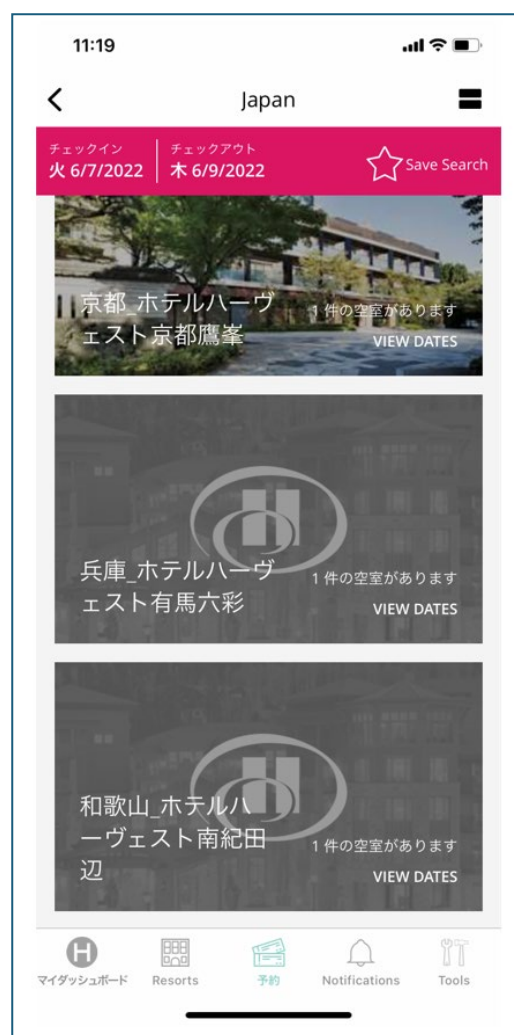 11:19
Japan
チェックイン
火 6/7/2022
チェックアウト
木 6/9/2022
Save Search
京都_ホテルハーヴ
ェスト京都鷹峯
1 件の空室があります
VIEW DATES
兵庫_ホテルハーヴ
ェスト有馬六彩
1 件の空室があります
VIEW DATES
和歌山_ホテルハ
ーヴェスト南紀田
辺
1 件の空室があります
VIEW DATES
H
マイダッシュボード
Resorts
予約
Notifications
Tools